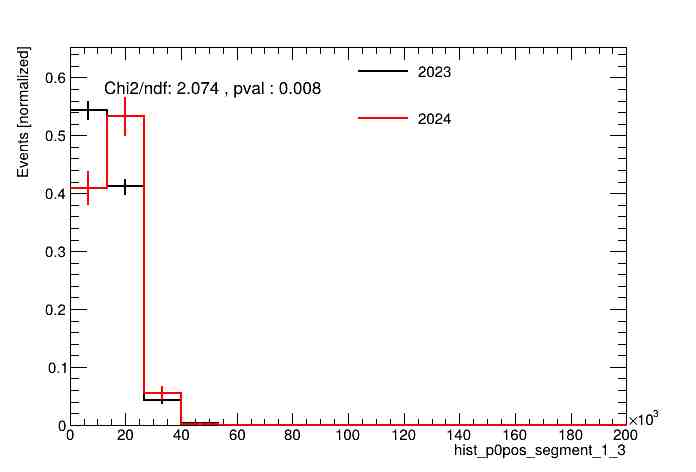 Events [normalized]
0.6
0.5
0.4
0.3
0.2
0.1
0
Chi2/ndf: 2.074 , pval : 0.008
2023
2024
0 20 40 60 80 100 120 140 160 180 200
×10³
hist_p0pos_segment_1_3